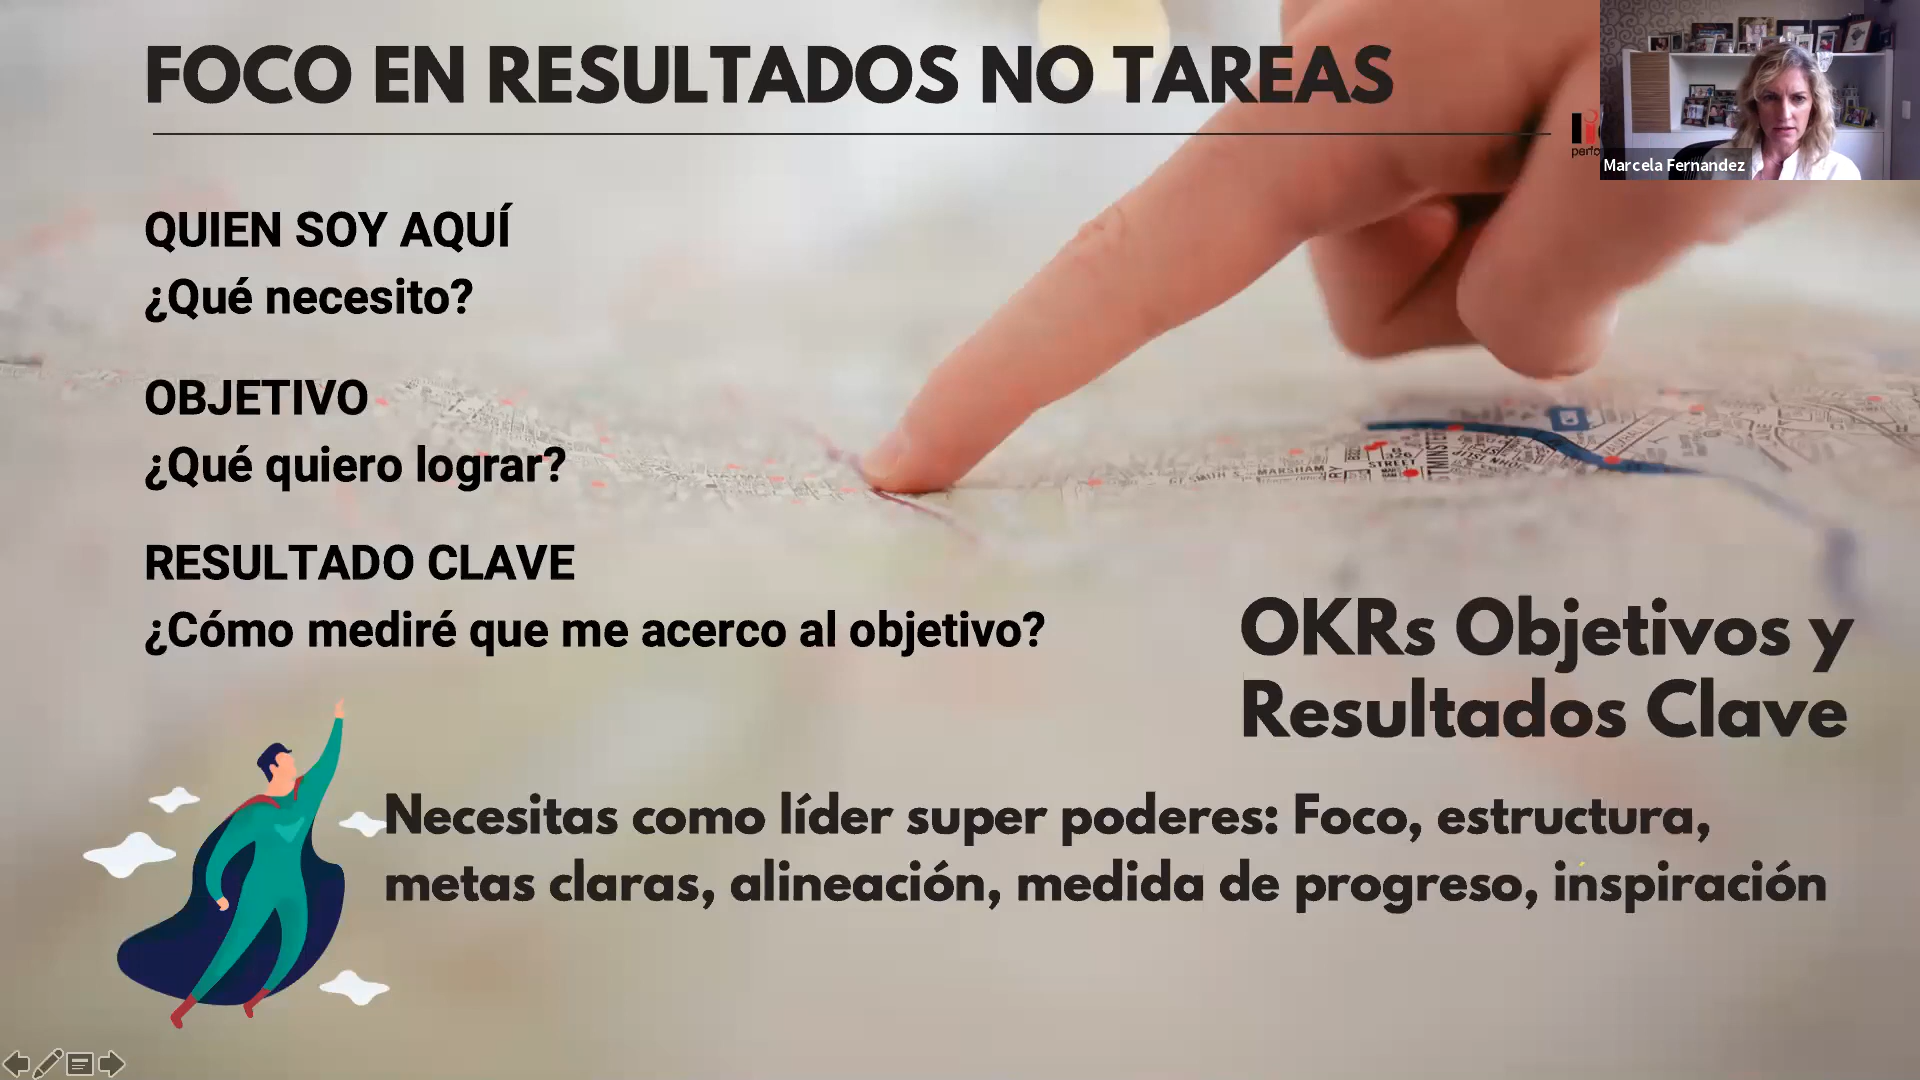 FOCO EN RESULTADOS NO TAREAS
Marcela Fernandez
QUIEN SOY AQUÍ
¿Qué necesito?
OBJETIVO
¿Qué quiero lograr?
RESULTADO CLAVE
¿Cómo mediré que me acerco al objetivo?
OKRs Objetivos y
Resultados Clave
Necesitas como líder super poderes: Foco, estructura,
metas claras, alineación, medida de progreso, inspiración
MARSHAM
STREET